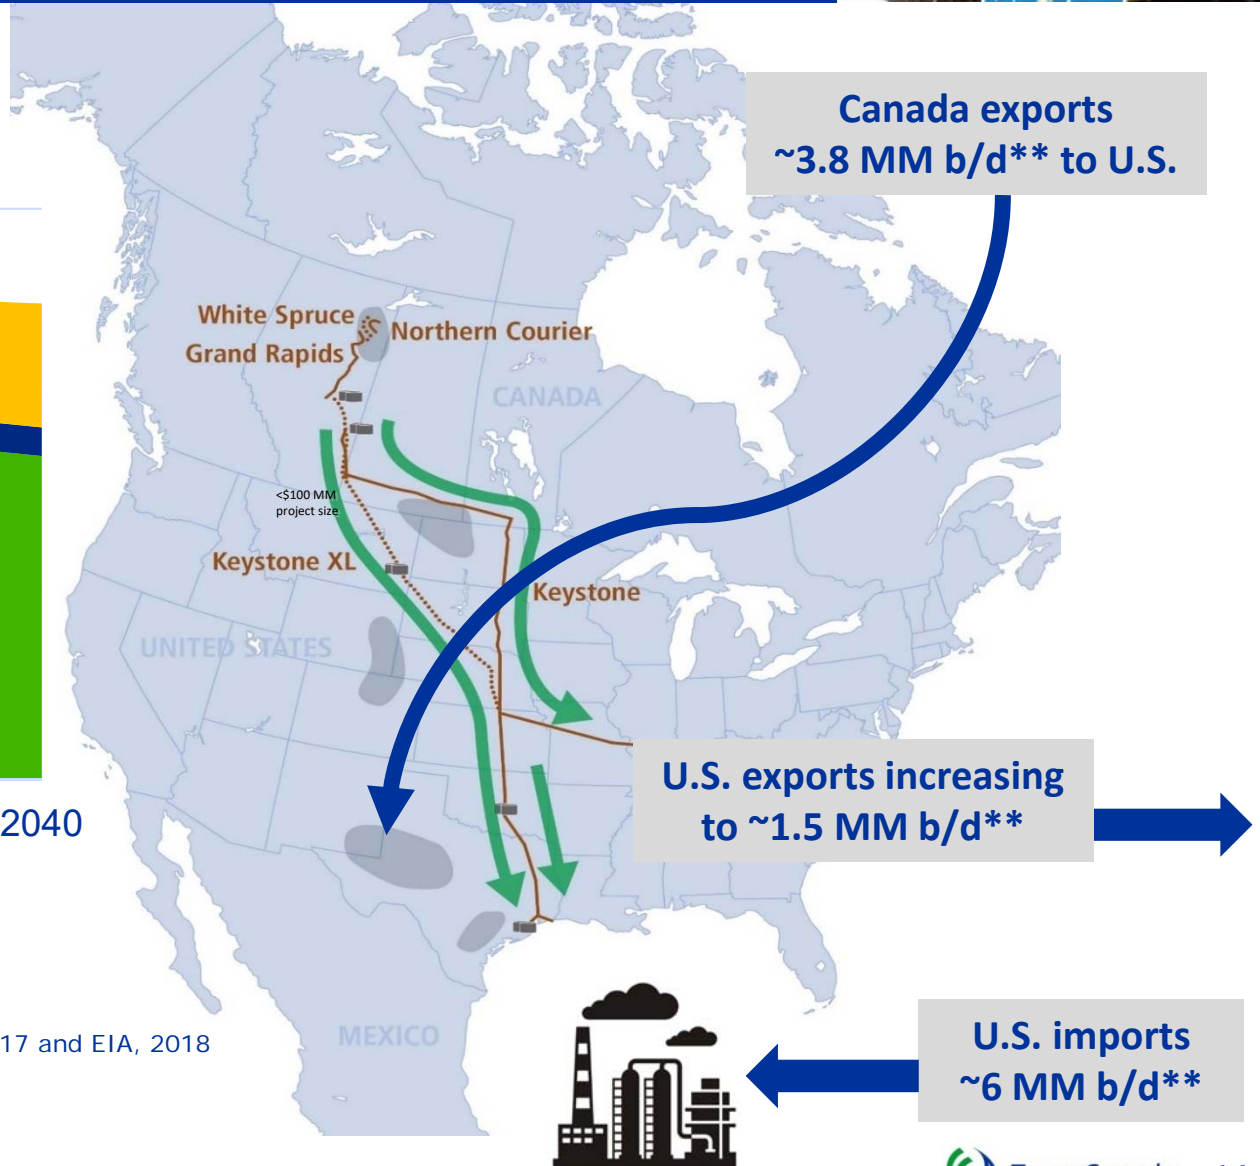 Canada exports
~3.8 MM b/d** to U.S.
White Spruce
Northern Courier
Grand Rapids
CANADA
<$100 MM
project size
Keystone XL
Keystone
UNITED STATES
U.S. exports increasing
to ~1.5 MM b/d**
2040
MEXICO
17 and EIA, 2018
U.S. imports
~6 MM b/d**